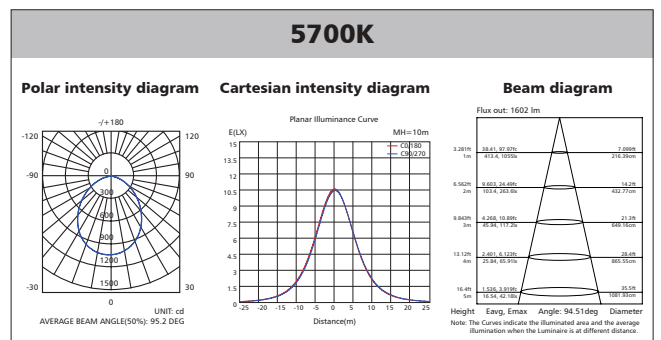 5700K
Polar intensity diagram
Cartesian intensity diagram
Beam diagram
-/+180
-120
120
-90
90
0
300
600
900
1200
1500
-30
30
0
UNIT: cd
AVERAGE BEAM ANGLE(50%): 95.2 DEG
Planar Illuminance Curve
E(LX)
MH=10m
C0/180
C90/270
15
13.5
12
10.5
9
7.5
6
4.5
3
1.5
0
-25 -20 -15 -10 -5 0 5 10 15 20 25
Distance(m)
Flux out: 1602 lm
3.281ft 38.41, 97.97fc 7.099ft
1m 413.4, 1055lx 216.39cm
6.562ft 9.603, 24.49fc 14.2ft
2m 103.4, 263.6lx 432.77cm
9.843ft 4.268, 10.89fc 21.3ft
3m 45.94, 117.2lx 649.16cm
13.12ft 2.401, 6.123fc 28.4ft
4m 25.84, 65.91lx 865.55cm
16.4ft 1.536, 3.919fc 35.5ft
5m 16.54, 42.18lx 1081.93cm
Height Eavg, Emax Angle: 94.51deg Diameter
Note: The Curves indicate the illuminated area and the average
illumination when the Luminaire is at different distance.